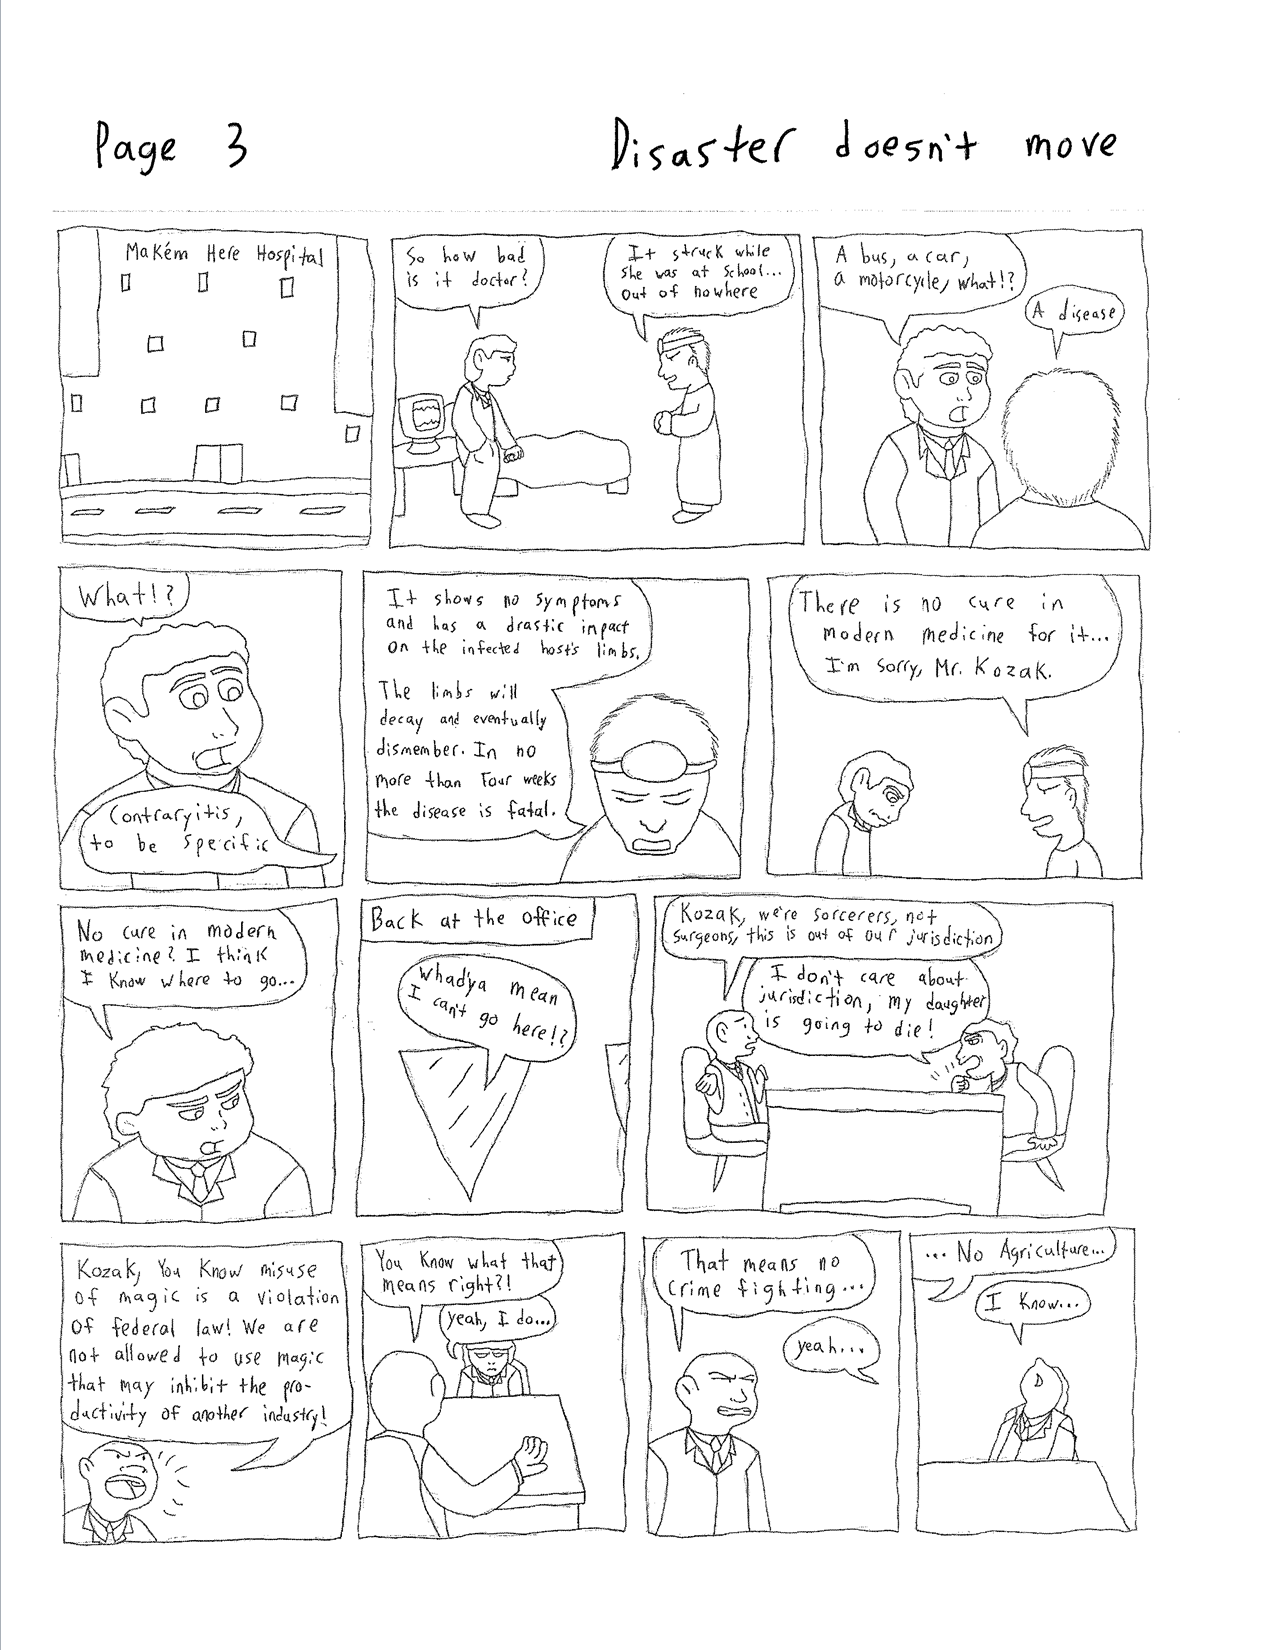 Page 3
Disaster doesn't move
Makém Here Hospital
So how bad
is it doctor?
It struck while
she was at school...
out of nowhere
A bus, a car,
a motorcycle, what!?
A disease
What!?
Contraryitis,
to be specific
It shows no symptoms
and has a drastic impact
on the infected host's limbs.
The limbs will
decay and eventually
dismember. In no
more than four weeks
the disease is fatal.
There is no cure in
modern medicine for it...
I'm sorry, Mr. Kozak.
No cure in modern
medicine? I think
I know where to go...
Back at the office
Whad'ya mean
I can't go here!?
Kozak, we're sorcerers, not
surgeons, this is out of our jurisdiction
I don't care about
jurisdiction, my daughter
is going to die!
Kozak, You Know misuse
of magic is a violation
of federal law! We are
not allowed to use magic
that may inhibit the pro-
ductivity of another industry!
You Know what that
means right?!
yeah, I do...
That means no
crime fighting...
yeah...
... No Agriculture...
I know...